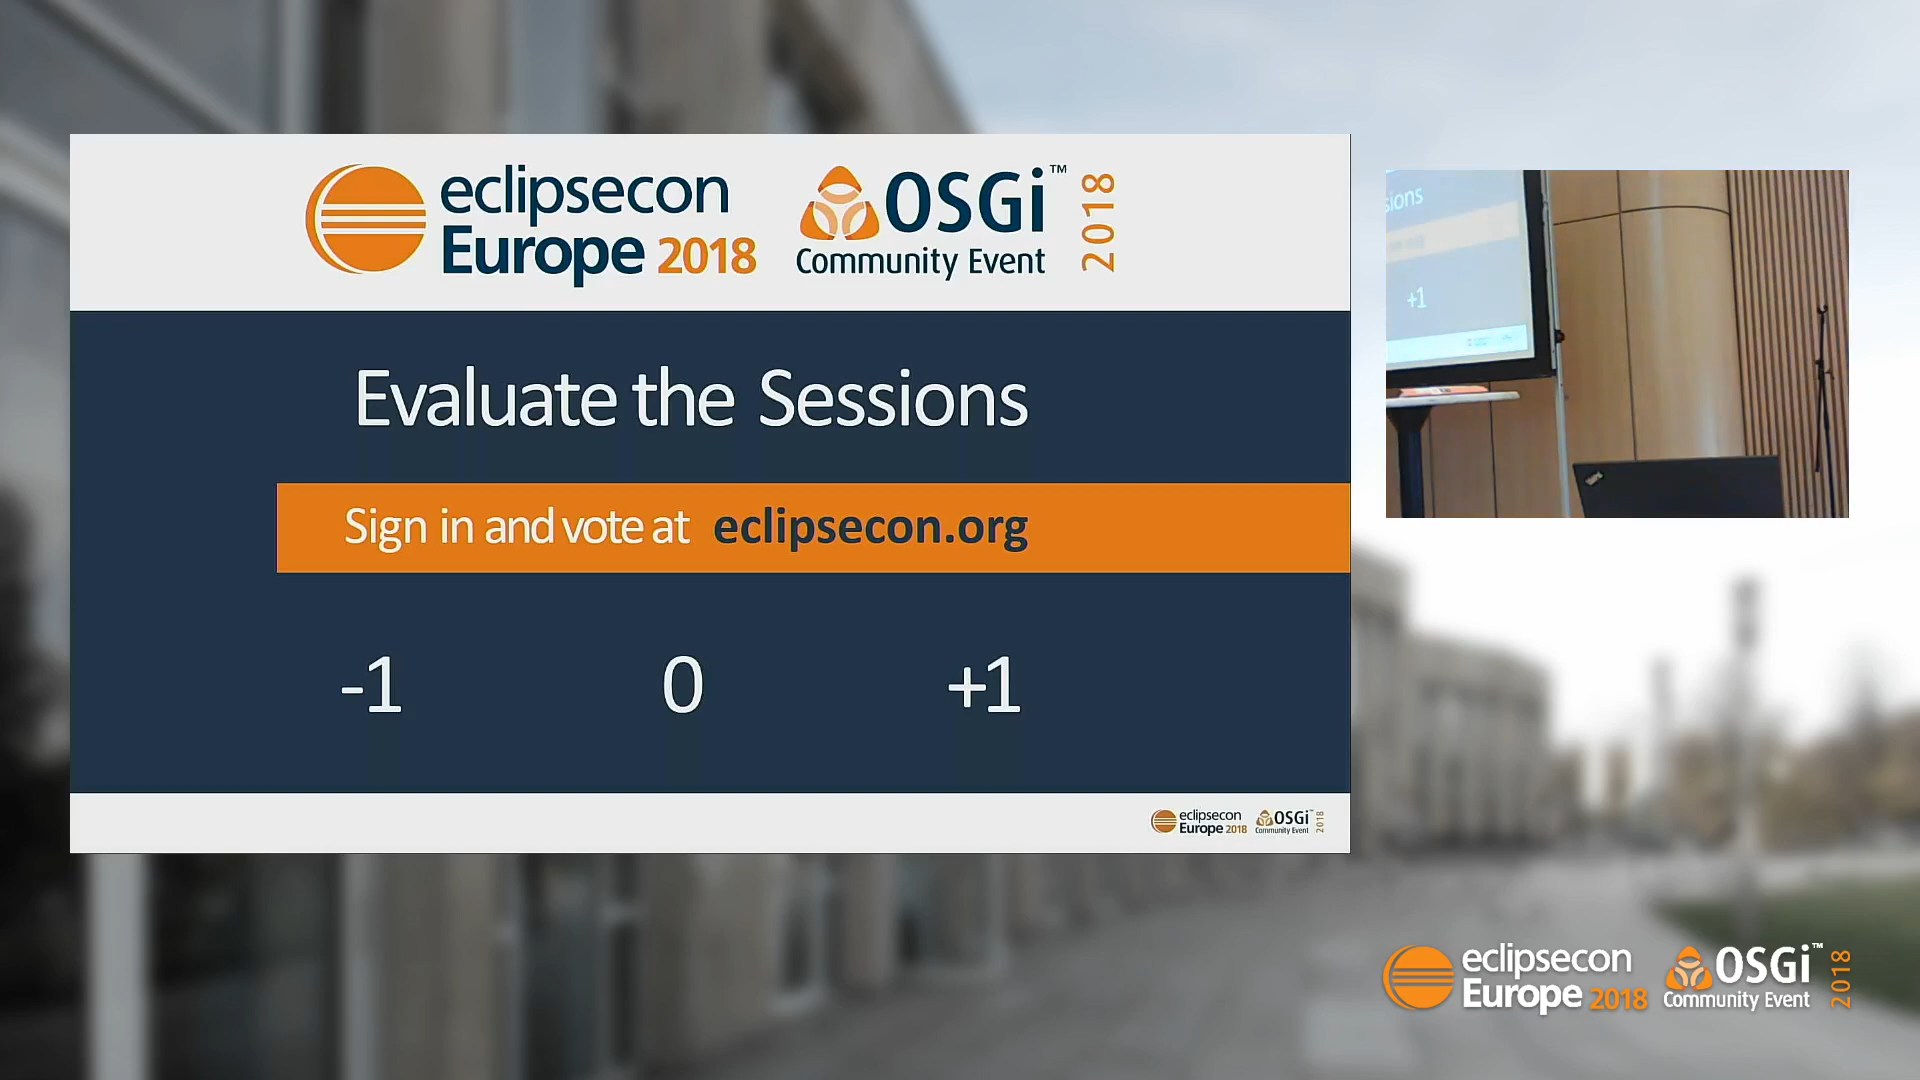 eclipsecon
Europe 2018
OSGi™
Community Event
2018
Evaluate the Sessions
Sign in and vote at eclipsecon.org
-1 0 +1
eclipsecon
Europe 2018
OSGi™
Community Event
2018
sions
+1
eclipsecon
Europe 2018
OSGi™
Community Event
2018